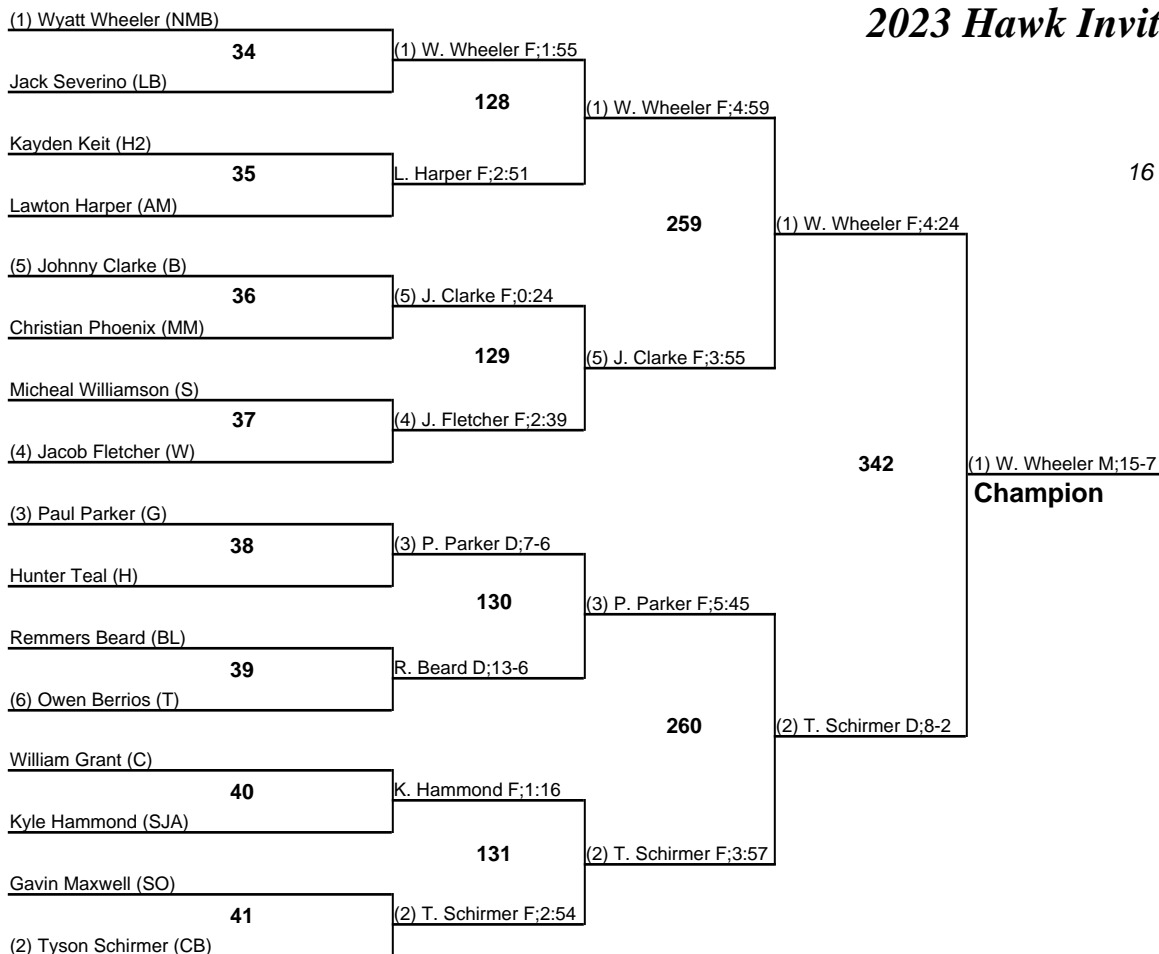 2023 Hawk Invit
16
(1) Wyatt Wheeler (NMB)
34
Jack Severino (LB)
Kayden Keit (H2)
35
Lawton Harper (AM)
(5) Johnny Clarke (B)
36
Christian Phoenix (MM)
Micheal Williamson (S)
37
(4) Jacob Fletcher (W)
(3) Paul Parker (G)
38
Hunter Teal (H)
Remmers Beard (BL)
39
(6) Owen Berrios (T)
William Grant (C)
40
Kyle Hammond (SJA)
Gavin Maxwell (SO)
41
(2) Tyson Schirmer (CB)
(1) W. Wheeler F;1:55
128
L. Harper F;2:51
(5) J. Clarke F;0:24
129
(4) J. Fletcher F;2:39
(3) P. Parker D;7-6
130
R. Beard D;13-6
K. Hammond F;1:16
131
(2) T. Schirmer F;2:54
(1) W. Wheeler F;4:59
259
(5) J. Clarke F;3:55
(3) P. Parker F;5:45
260
(2) T. Schirmer F;3:57
(1) W. Wheeler F;4:24
342
(2) T. Schirmer D;8-2
(1) W. Wheeler M;15-7
Champion